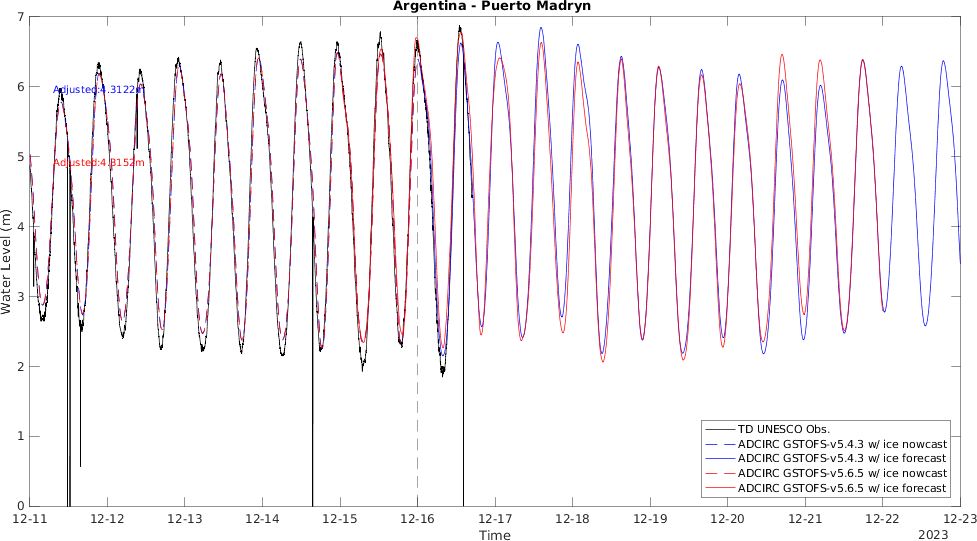 Argentina - Puerto Madryn
7
6
5
4
3
2
1
0
Water Level (m)
Adjusted:4.3122m
Adjusted:4.3152m
TD UNESCO Obs.
ADCIRC GSTOFS-v5.4.3 w/ ice nowcast
ADCIRC GSTOFS-v5.4.3 w/ ice forecast
ADCIRC GSTOFS-v5.6.5 w/ ice nowcast
ADCIRC GSTOFS-v5.6.5 w/ ice forecast
12-11 12-12 12-13 12-14 12-15 12-16 12-17 12-18 12-19 12-20 12-21 12-22 12-23
Time
2023